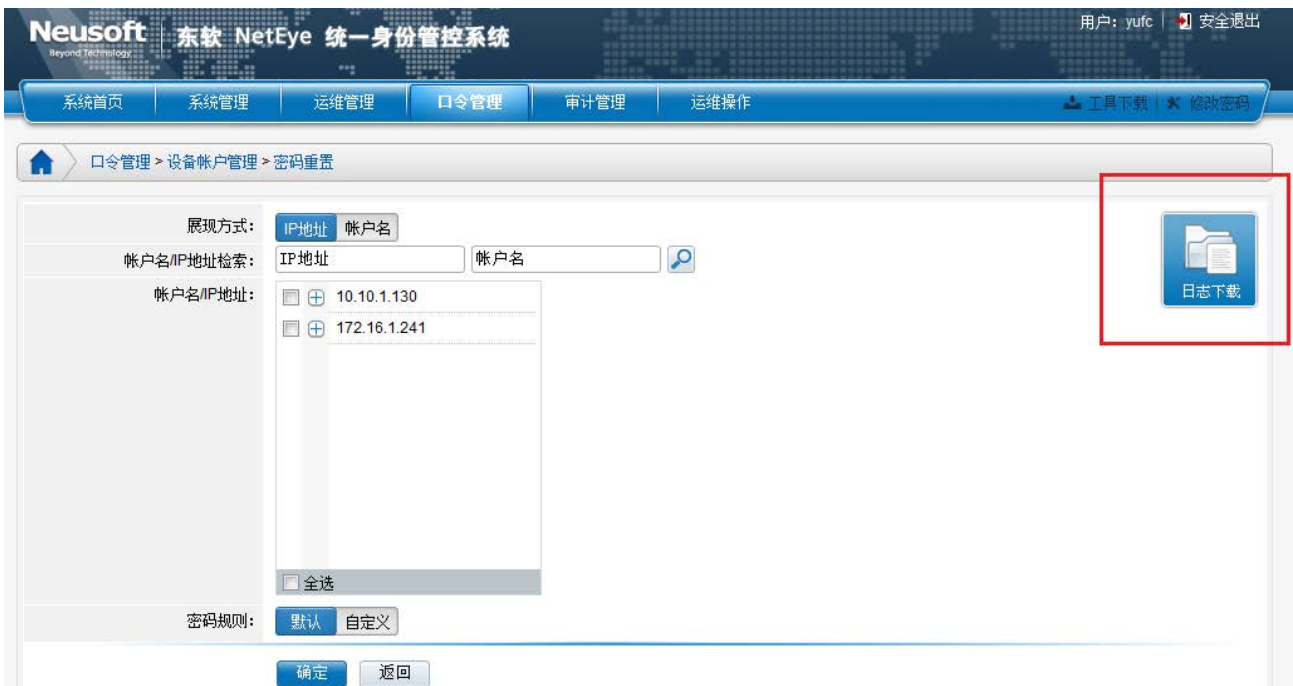 Neusoft 东软 NetEye 统一身份管控系统
Beyond Technology
用户: yufc 安全退出
系统首页 系统管理 运维管理 口令管理 审计管理 运维操作 工具下载 修改密码
口令管理 > 设备帐户管理 > 密码重置
展现方式: IP地址 帐户名
帐户名/IP地址检索: IP地址 帐户名
帐户名/IP地址:
10.10.1.130
172.16.1.241
日志下载
全选
密码规则: 默认 自定义
确定 返回